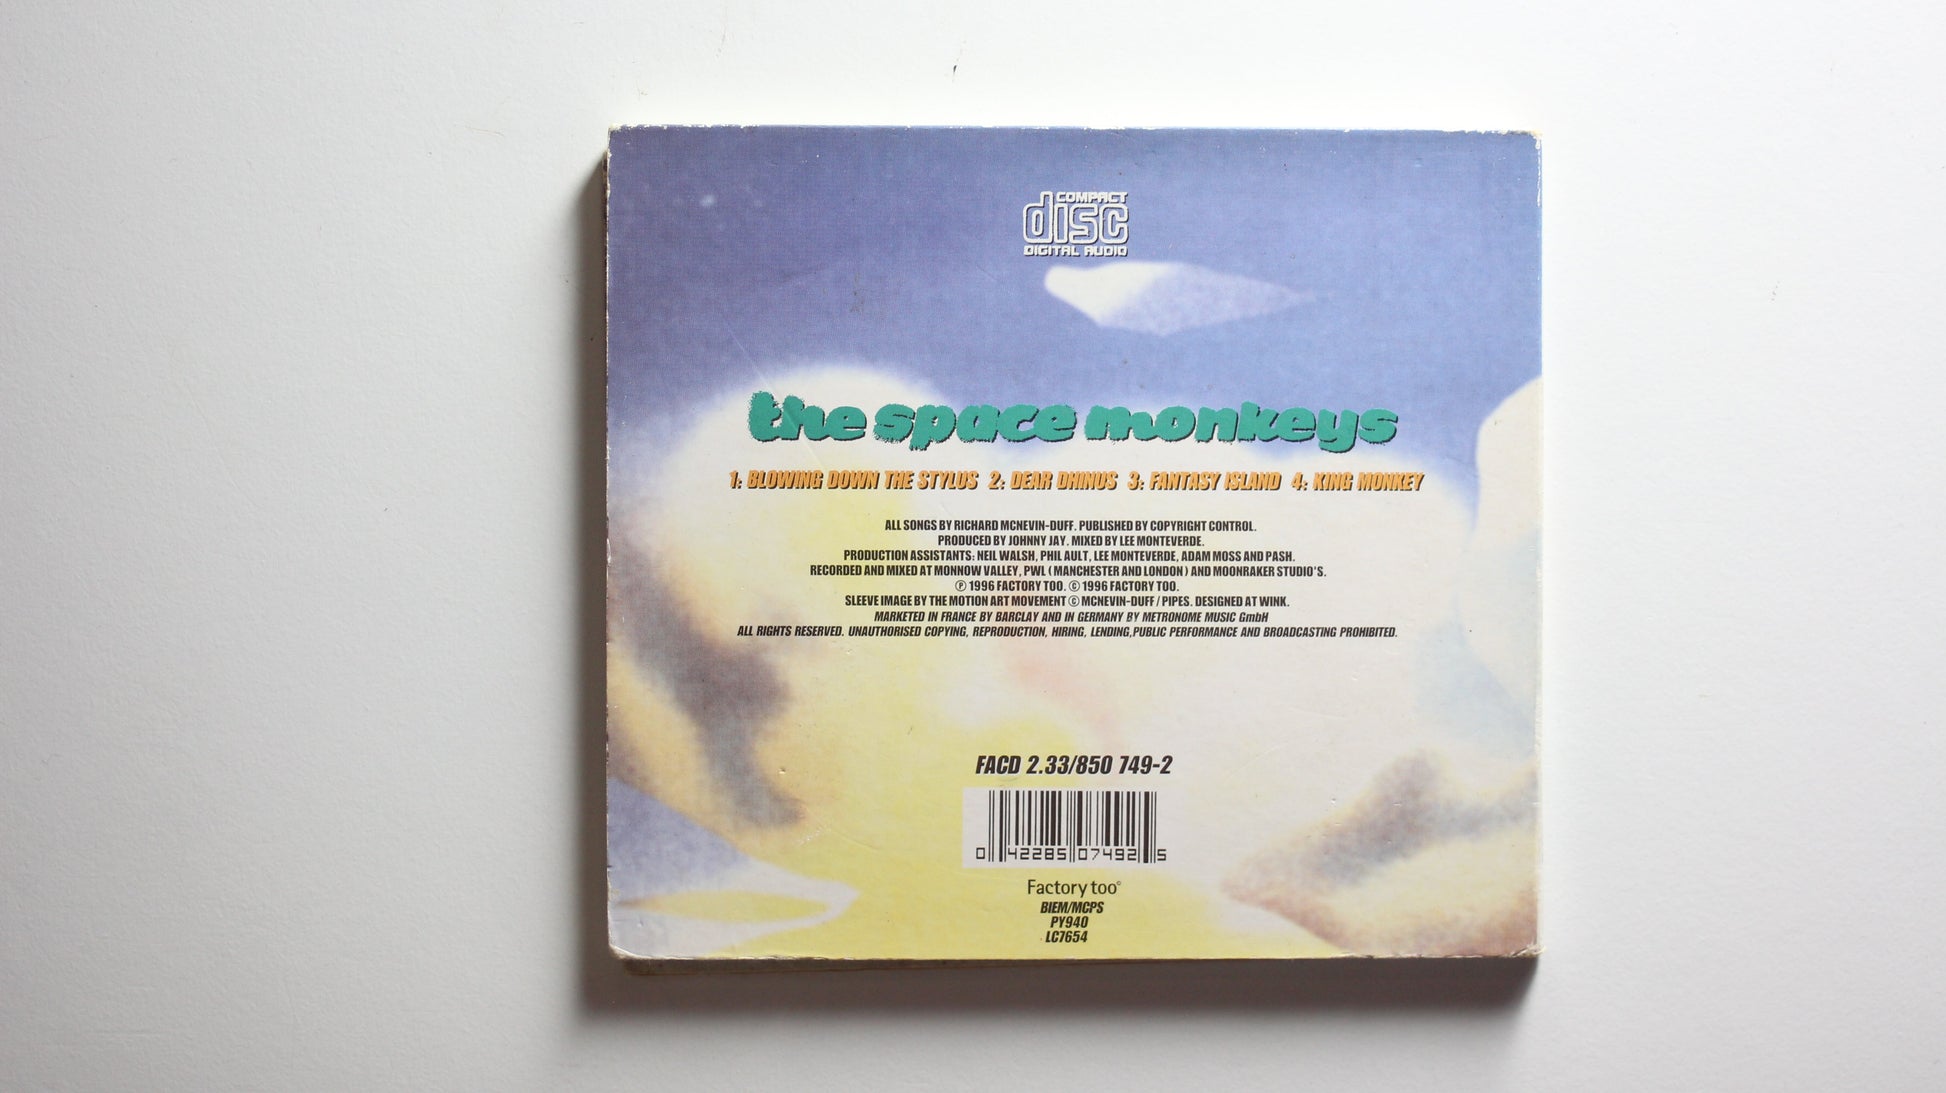 COMPACT
disc
DIGITAL AUDIO
the space monkeys
1: BLOWING DOWN THE STYLUS 2: DEAR DHINUS 3: FANTASY ISLAND 4: KING MONKEY
ALL SONGS BY RICHARD MCNEVIN-DUFF. PUBLISHED BY COPYRIGHT CONTROL.
PRODUCED BY JOHNNY JAY. MIXED BY LEE MONTEVERDE.
PRODUCTION ASSISTANTS: NEIL WALSH, PHIL AULT, LEE MONTEVERDE, ADAM MOSS AND PASH.
RECORDED AND MIXED AT MONNOW VALLEY, PWL (MANCHESTER AND LONDON) AND MOONRAKER STUDIO'S.
℗ 1996 FACTORY TOO. © 1996 FACTORY TOO.
SLEEVE IMAGE BY THE MOTION ART MOVEMENT © MCNEVIN-DUFF / PIPES. DESIGNED AT WINK.
MARKETED IN FRANCE BY BARCLAY AND IN GERMANY BY METRONOME MUSIC GmbH
ALL RIGHTS RESERVED. UNAUTHORISED COPYING, REPRODUCTION, HIRING, LENDING,PUBLIC PERFORMANCE AND BROADCASTING PROHIBITED.
FACD 2.33/850 749-2
0 42285 07492 5
Factory too©
BIEM/MCPS
PY940
LC7654